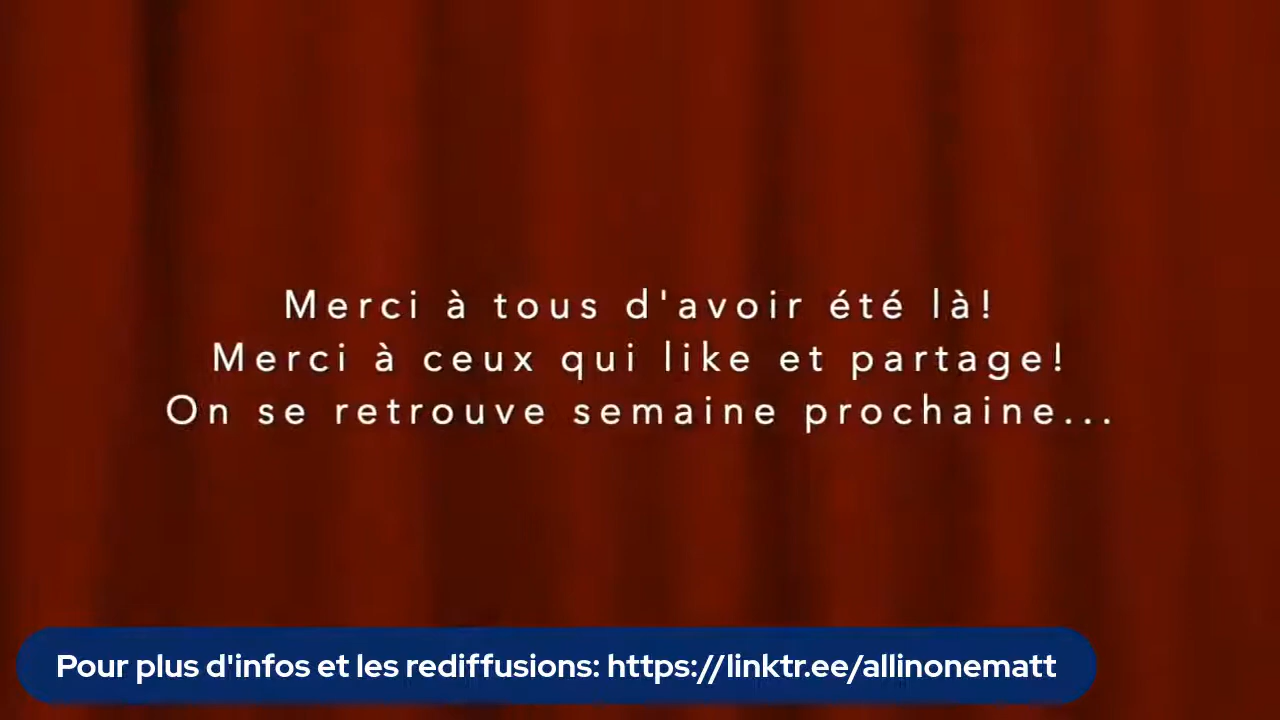 Merci à tous d'avoir été là!
Merci à ceux qui like et partage!
On se retrouve semaine prochaine...
Pour plus d'infos et les rediffusions: https://linktr.ee/allinonematt